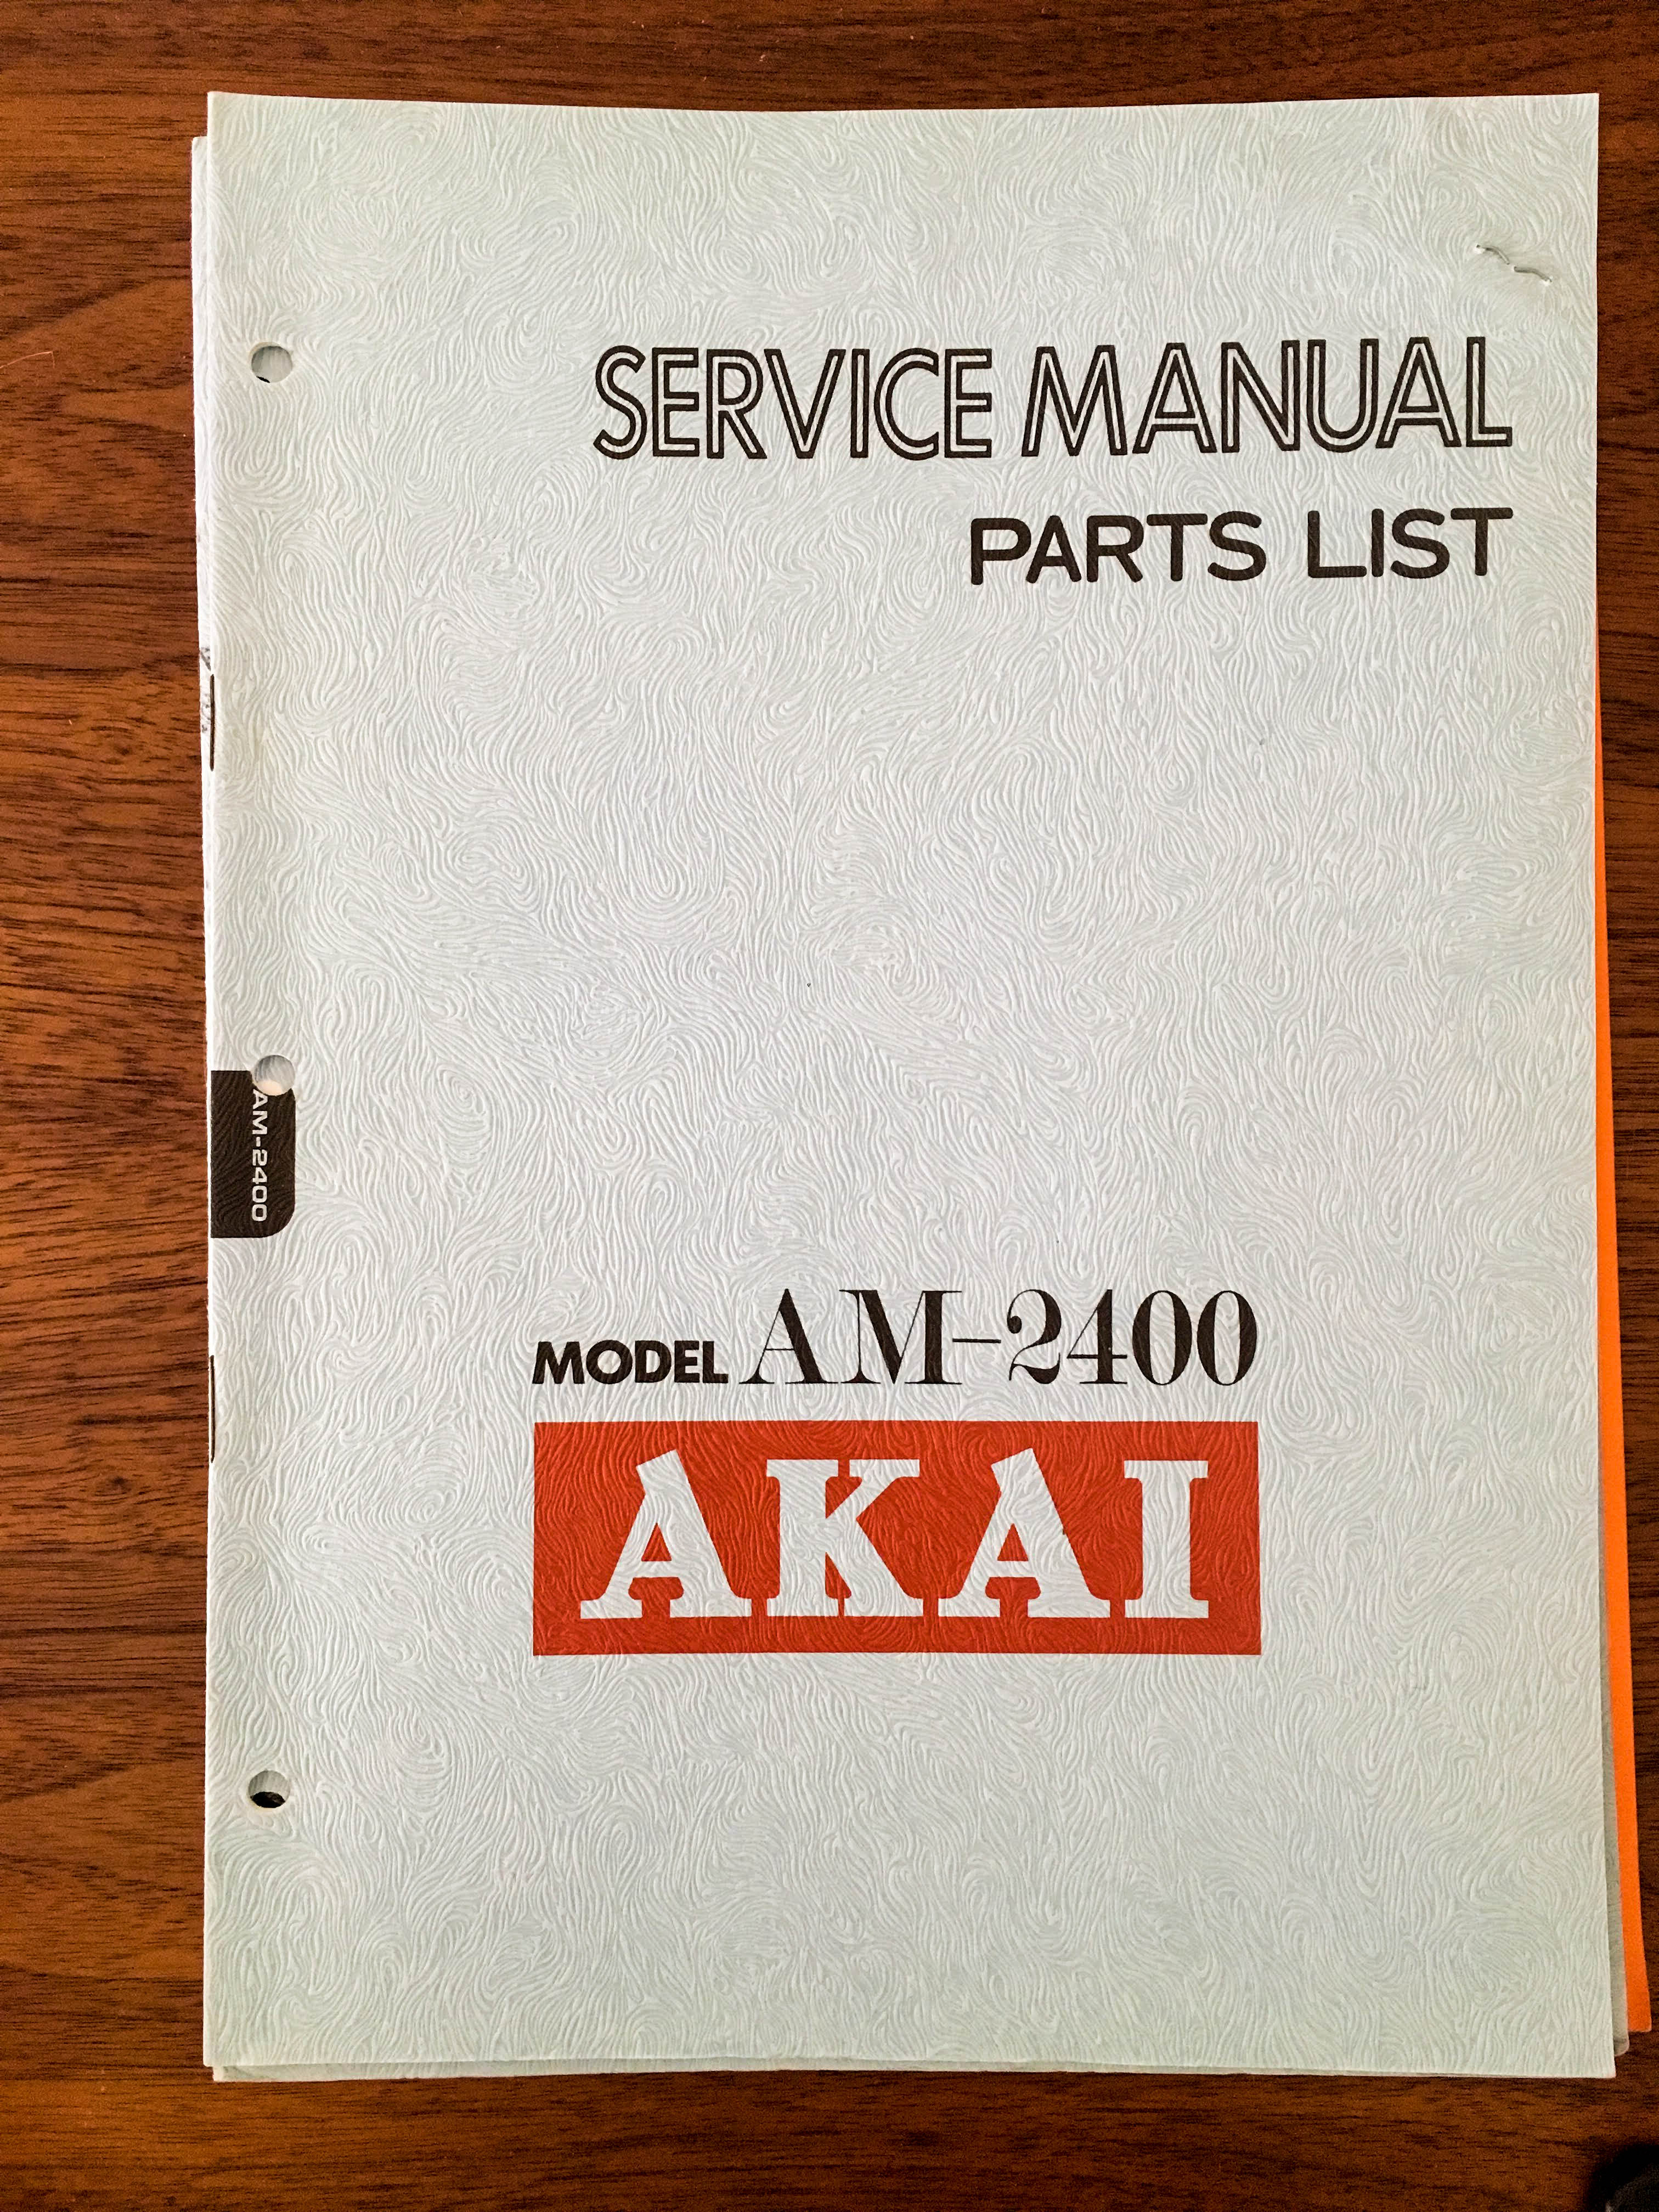 SERVICE MANUAL
PARTS LIST
AM-2400
MODEL AM-2400
AKAI